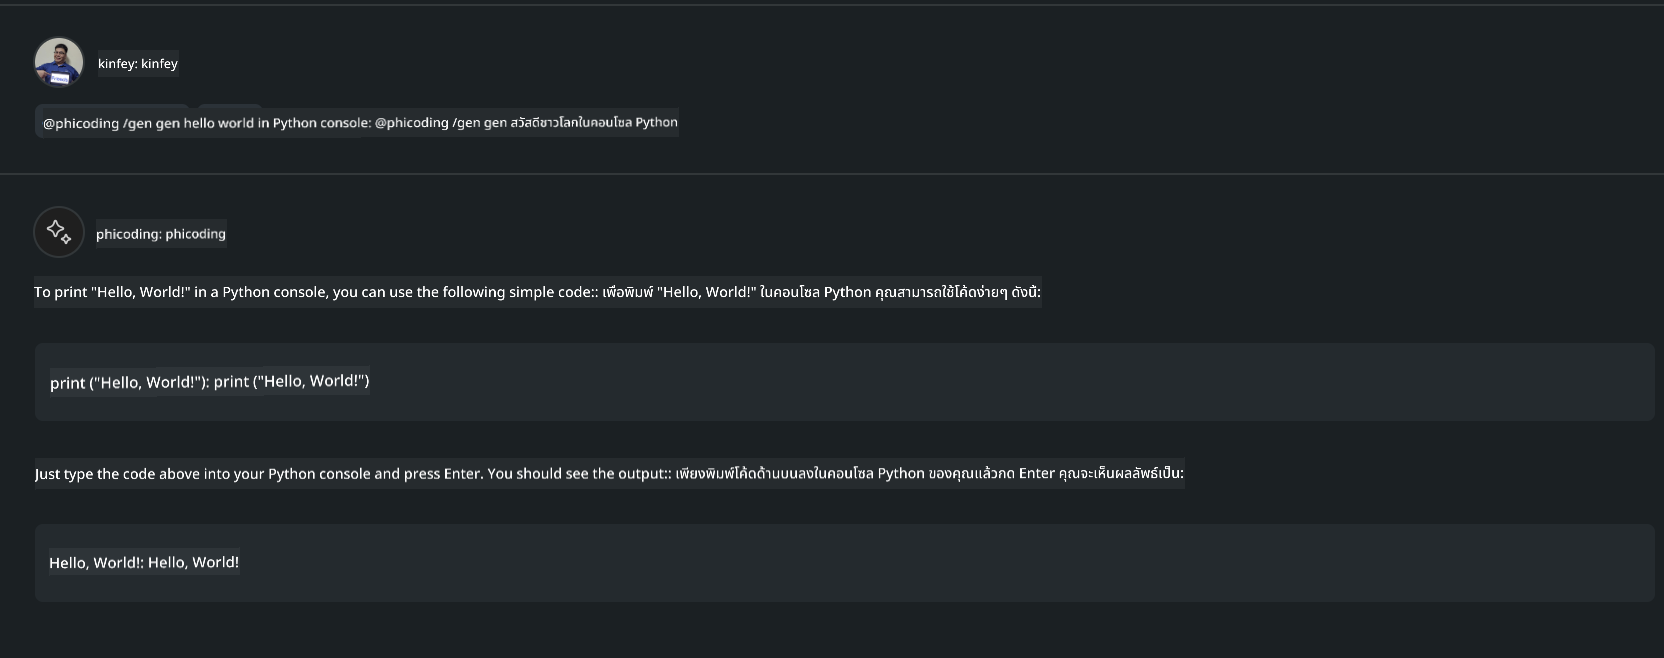 kinfey: kinfey
@phicoding /gen gen hello world in Python console: @phicoding /gen gen สวัสดีชาวโลกในคอนโซล Python
phicoding: phicoding
To print "Hello, World!" in a Python console, you can use the following simple code:: เพื่อพิมพ์ "Hello, World!" ในคอนโซล Python คุณสามารถใช้โค้ดง่ายๆ ดังนี้:
print ("Hello, World!"): print ("Hello, World!")
Just type the code above into your Python console and press Enter. You should see the output:: เพียงพิมพ์โค้ดด้านบนลงในคอนโซล Python ของคุณแล้วกด Enter คุณจะเห็นผลลัพธ์เป็น:
Hello, World!: Hello, World!